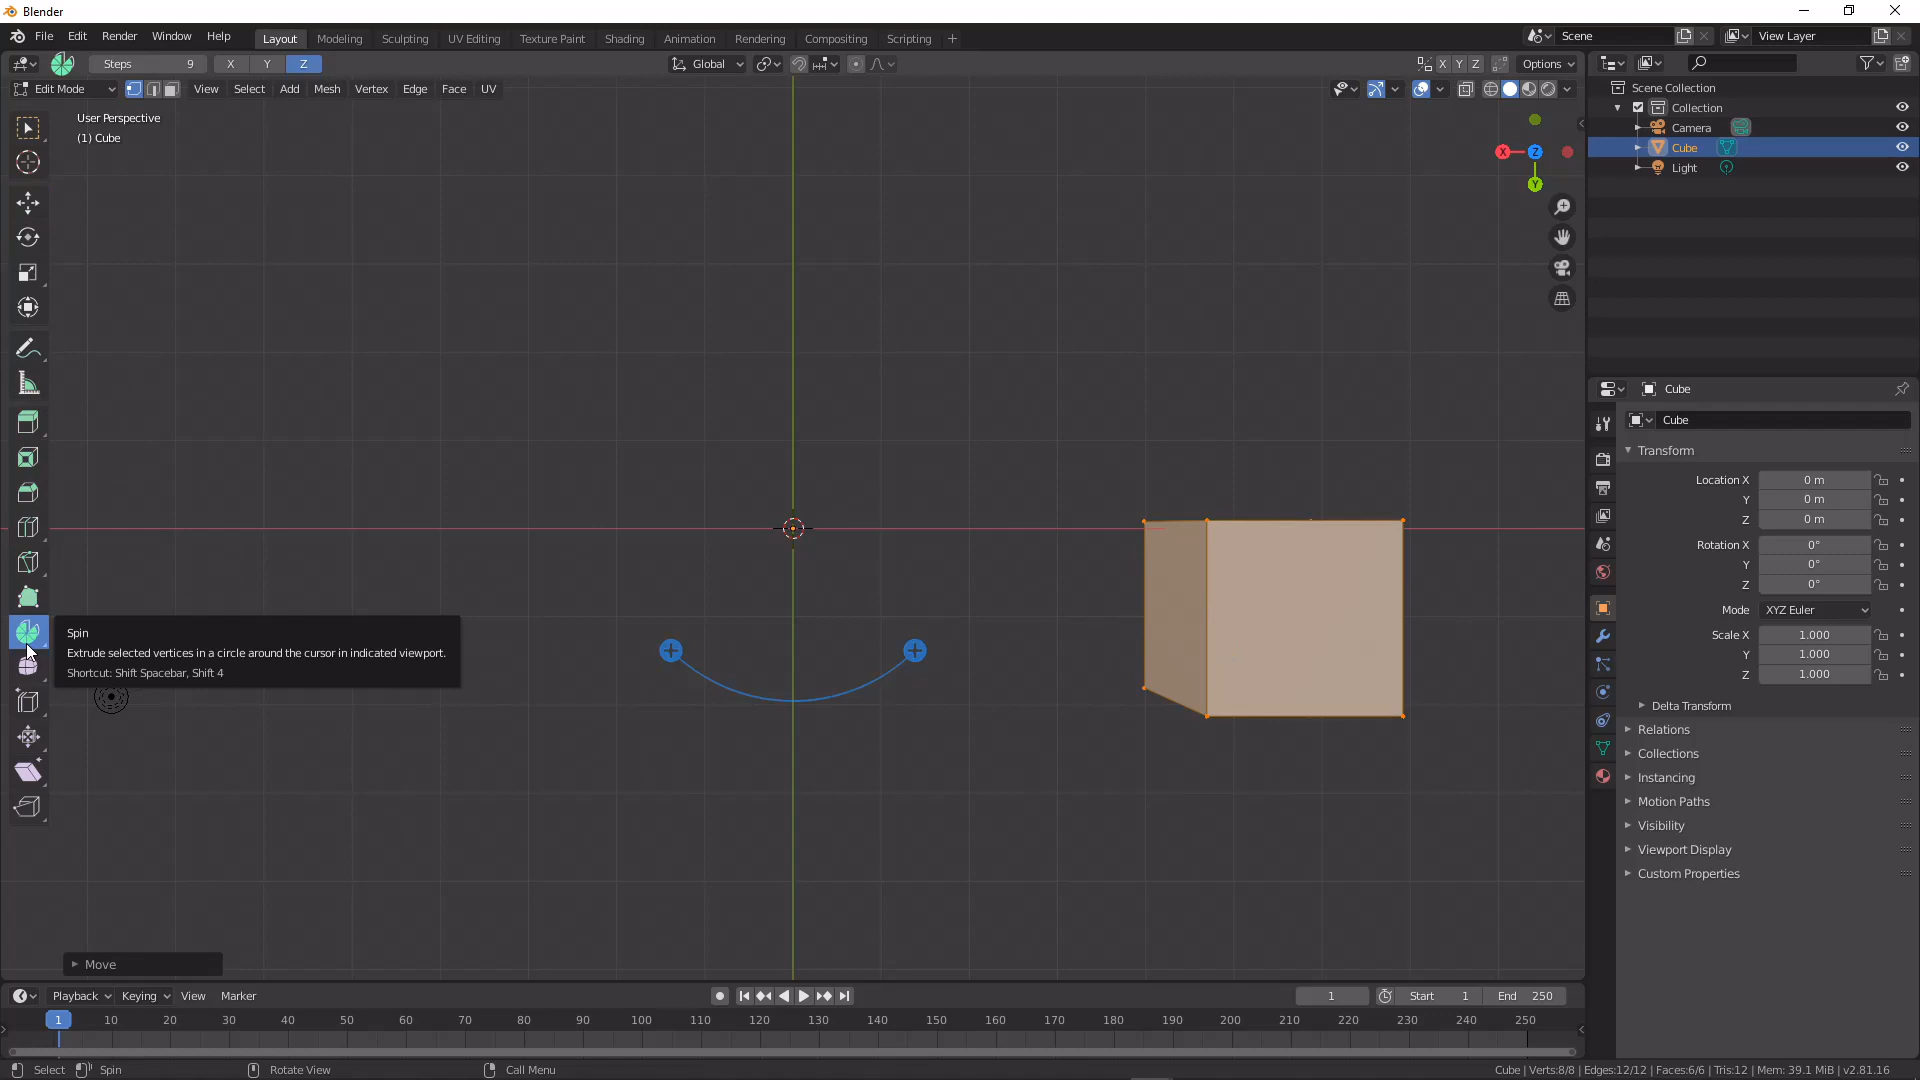 Blender
File Edit Render Window Help
Layout Modeling Sculpting UV Editing Texture Paint Shading Animation Rendering Compositing Scripting +
Scene
View Layer
Steps 9 X Y Z
Global
X Y Z
Options
Edit Mode
View Select Add Mesh Vertex Edge Face UV
User Perspective
(1) Cube
X
Z
Y
Scene Collection
Collection
Camera
Cube
Light
Cube
Cube
Transform
Location X 0 m
Y 0 m
Z 0 m
Rotation X 0°
Y 0°
Z 0°
Mode XYZ Euler
Scale X 1.000
Y 1.000
Z 1.000
Delta Transform
Relations
Collections
Instancing
Motion Paths
Visibility
Viewport Display
Custom Properties
Spin
Extrude selected vertices in a circle around the cursor in indicated viewport.
Shortcut: Shift Spacebar, Shift 4
Move
Playback Keying View Marker
1
Start 1
End 250
1 10 20 30 40 50 60 70 80 90 100 110 120 130 140 150 160 170 180 190 200 210 220 230 240 250
Select Spin Rotate View Call Menu
Cube | Verts:8/8 | Edges:12/12 | Faces:6/6 | Tris:12 | Mem: 39.1 MiB | v2.81.16